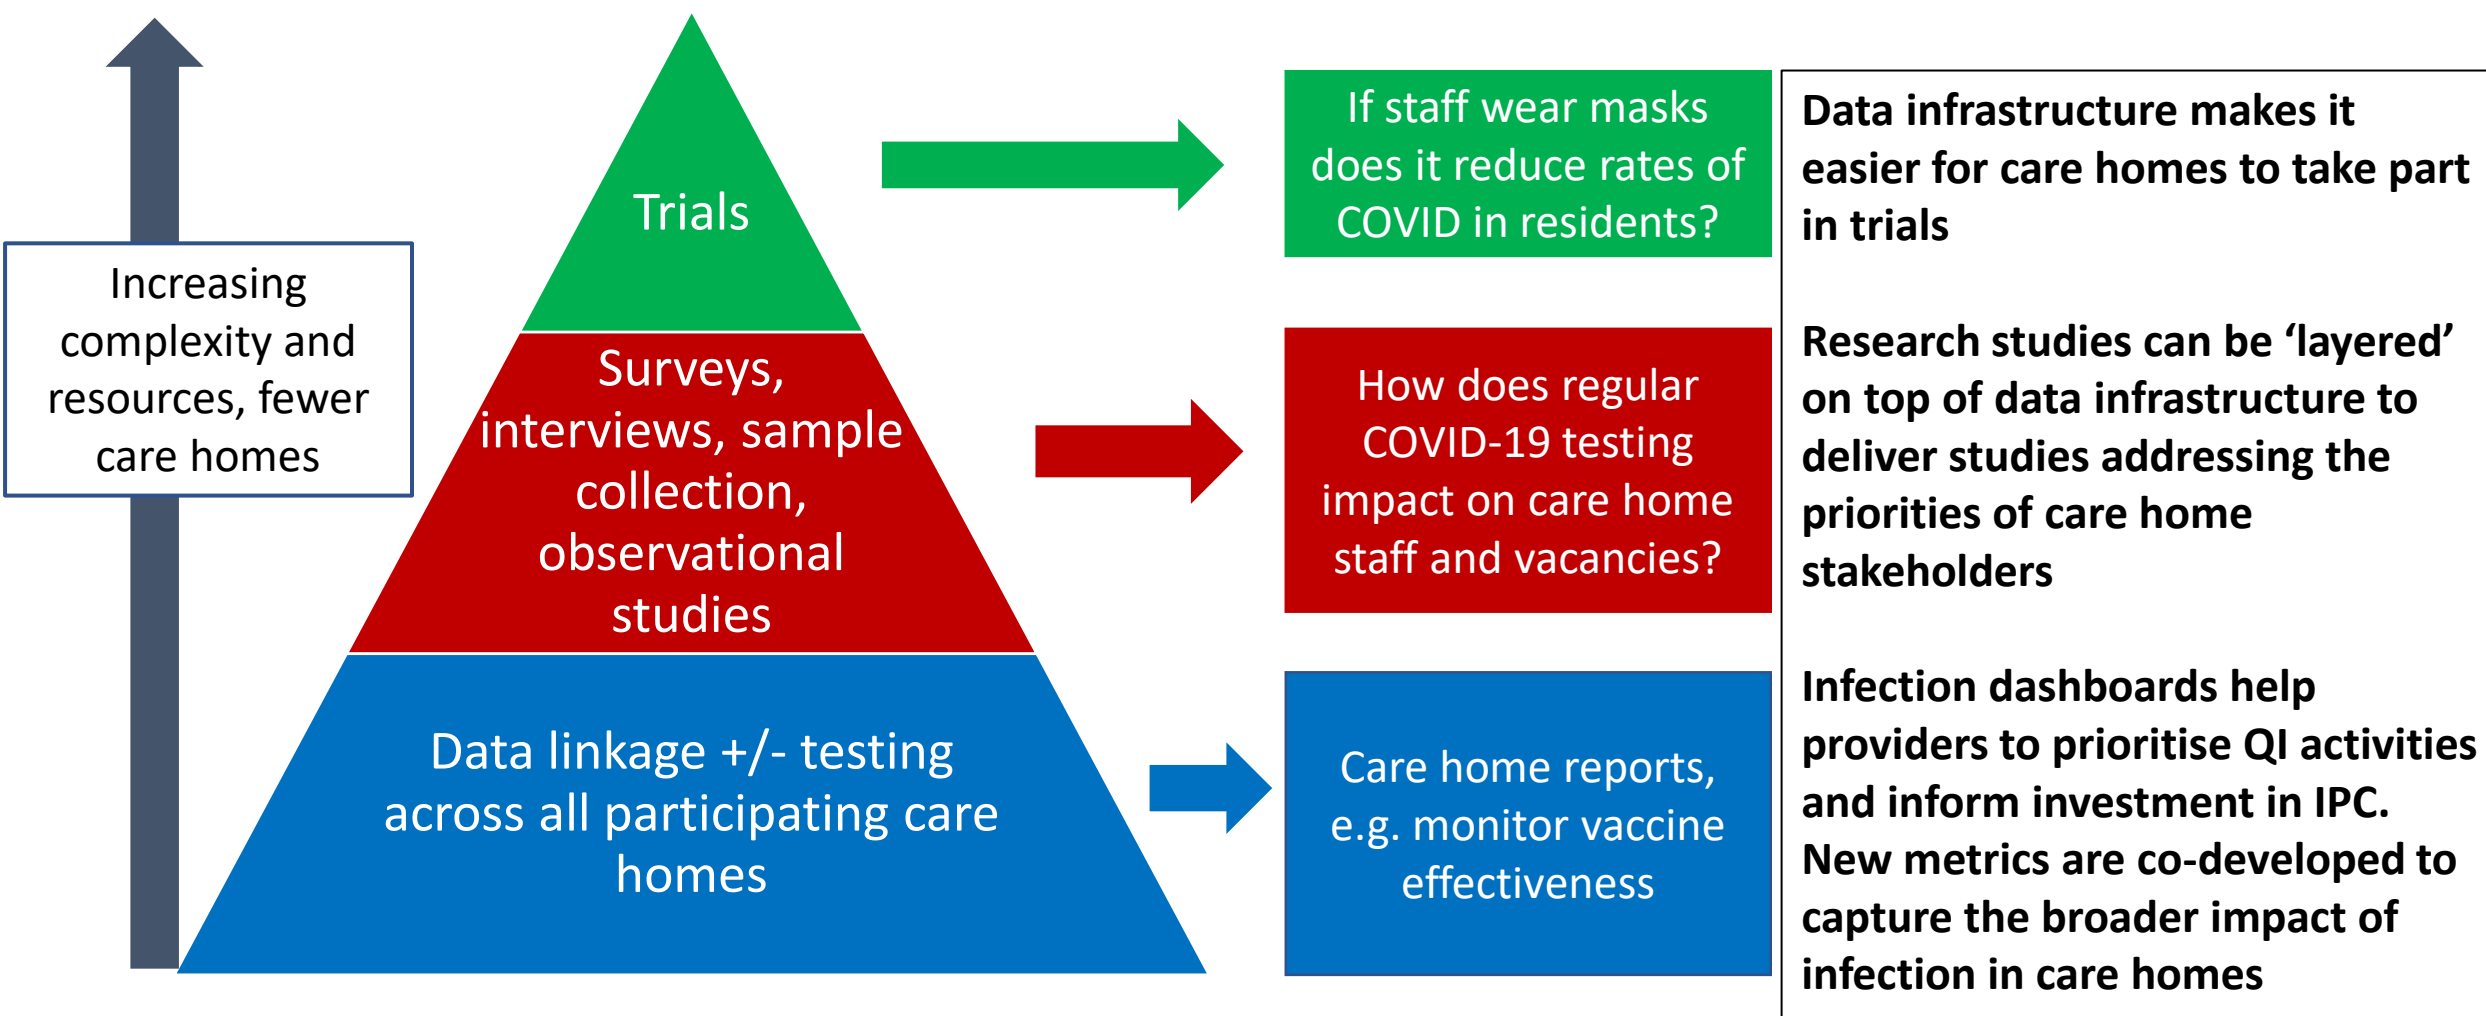 Increasing
complexity and
resources, fewer
care homes
Trials
Surveys,
interviews, sample
collection,
observational
studies
Data linkage +/- testing
across all participating care
homes
If staff wear masks
does it reduce rates of
COVID in residents?
How does regular
COVID-19 testing
impact on care home
staff and vacancies?
Care home reports,
e.g. monitor vaccine
effectiveness
Data infrastructure makes it
easier for care homes to take part
in trials
Research studies can be ‘layered’
on top of data infrastructure to
deliver studies addressing the
priorities of care home
stakeholders
Infection dashboards help
providers to prioritise QI activities
and inform investment in IPC.
New metrics are co-developed to
capture the broader impact of
infection in care homes